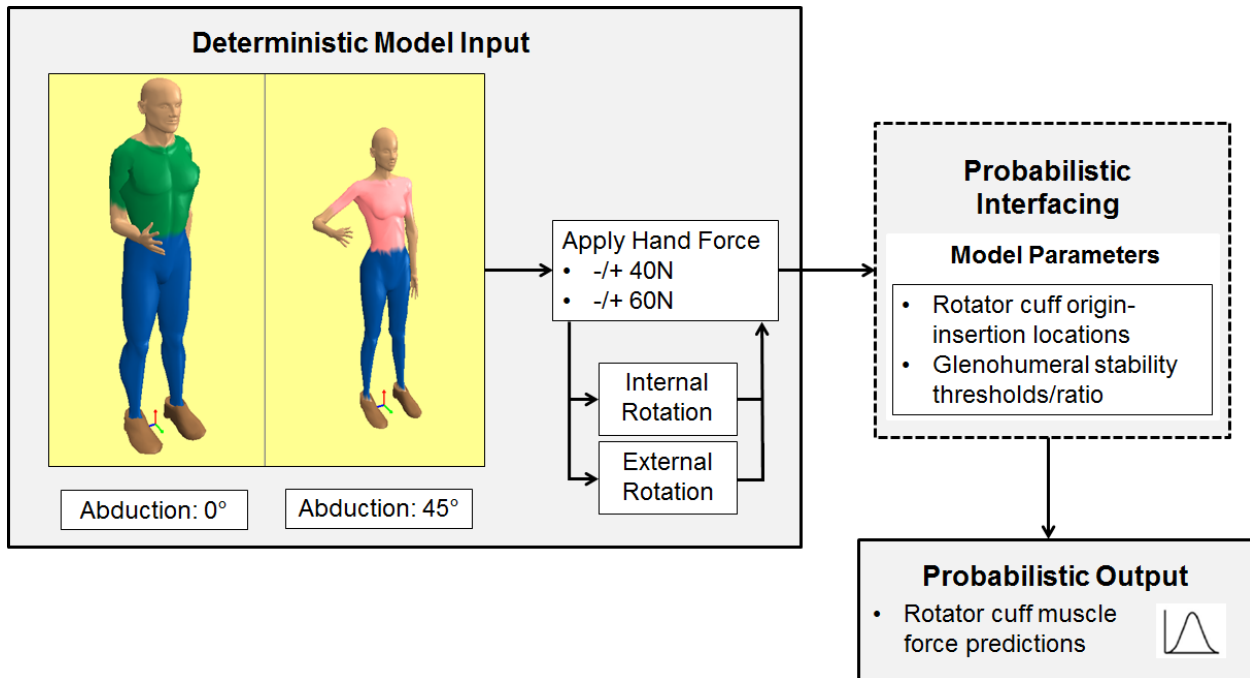 Deterministic Model Input
Abduction: 0°
Abduction: 45°
Apply Hand Force
• -/+ 40N
• -/+ 60N
Internal
Rotation
External
Rotation
Probabilistic
Interfacing
Model Parameters
• Rotator cuff origin-
insertion locations
• Glenohumeral stability
thresholds/ratio
Probabilistic Output
• Rotator cuff muscle
force predictions